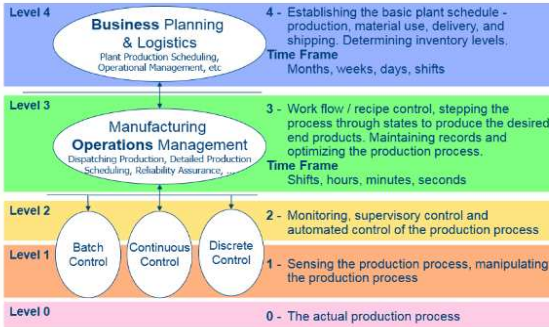 Level 4
Business Planning
& Logistics
Plant Production Scheduling,
Operational Management, etc
4 - Establishing the basic plant schedule -
production, material use, delivery, and
shipping. Determining inventory levels.
Time Frame
Months, weeks, days, shifts
Level 3
Manufacturing
Operations Management
Dispatching Production, Detailed Production
Scheduling, Reliability Assurance, ...
3 - Work flow / recipe control, stepping the
process through states to produce the desired
end products. Maintaining records and
optimizing the production process.
Time Frame
Shifts, hours, minutes, seconds
Level 2
2 - Monitoring, supervisory control and
automated control of the production process
Batch
Control
Continuous
Control
Discrete
Control
Level 1
1 - Sensing the production process, manipulating
the production process
Level 0
0 - The actual production process